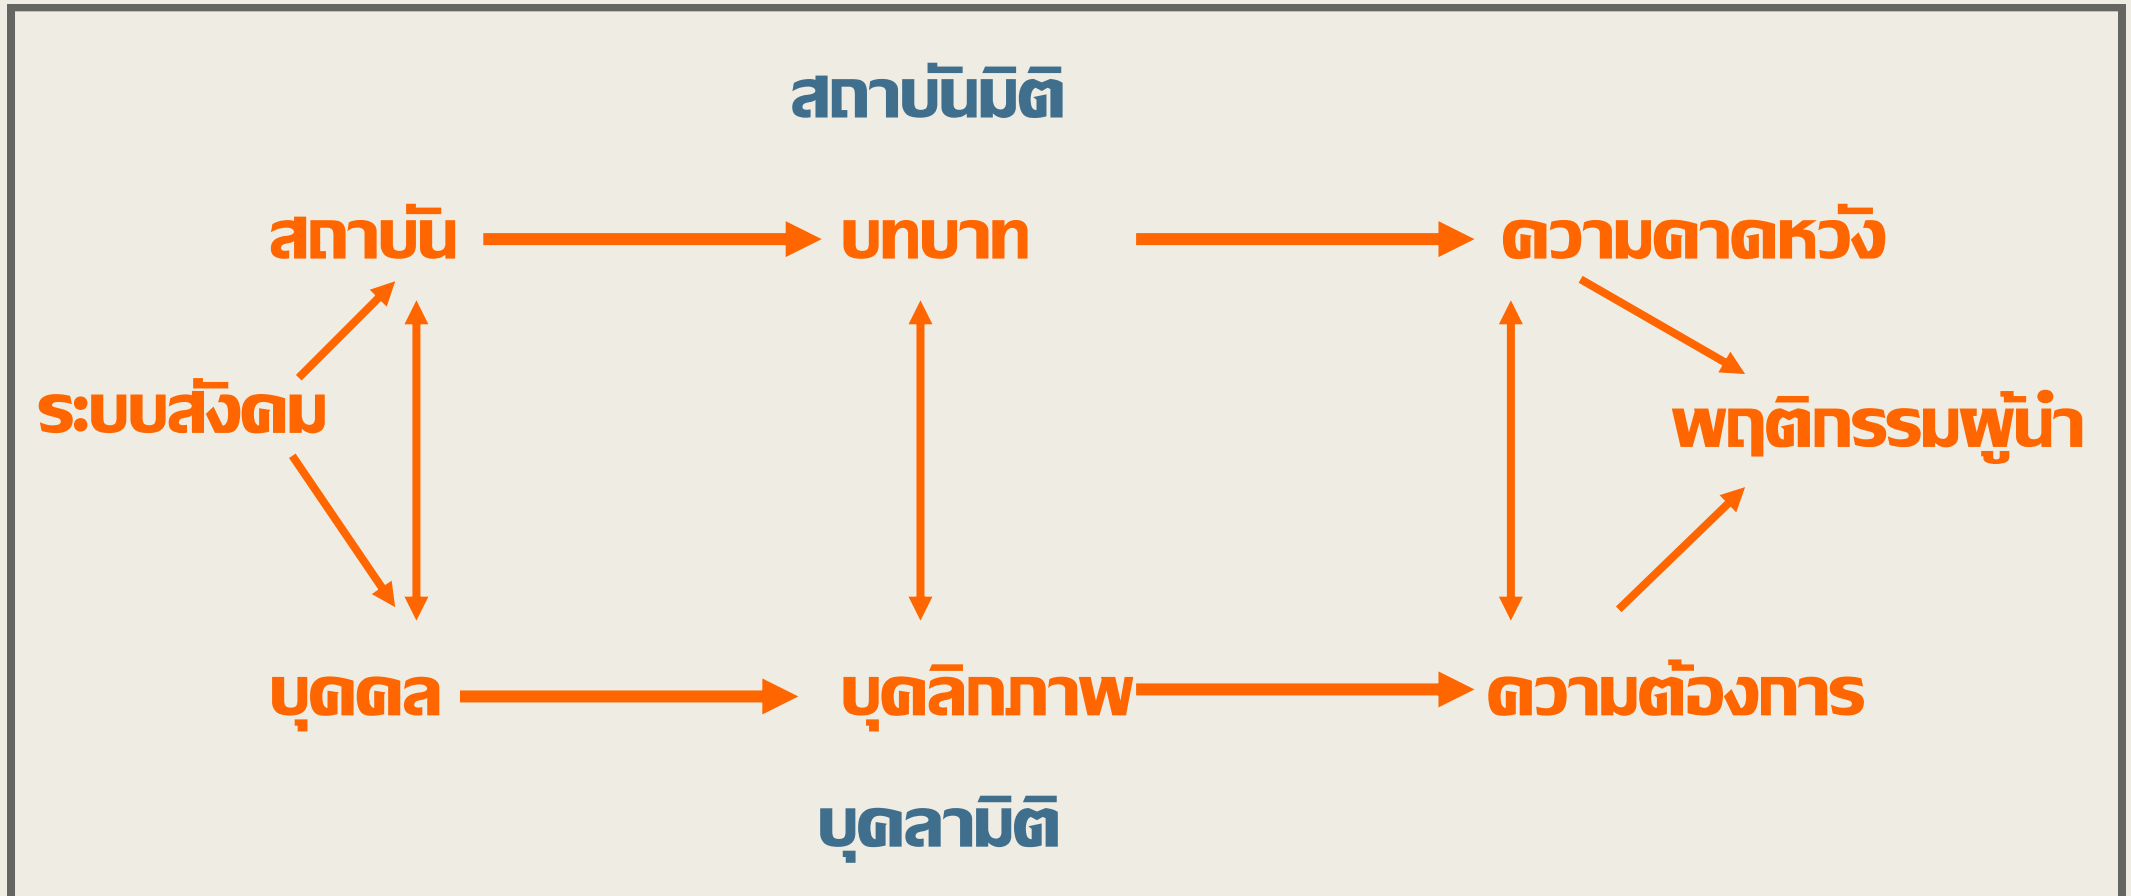 สถาบันมิติ
สถาบัน บทบาท ความคาดหวัง
ระบบสังคม พฤติกรรมผู้นำ
บุคคล บุคลิกภาพ ความต้องการ
บุคลามิติ